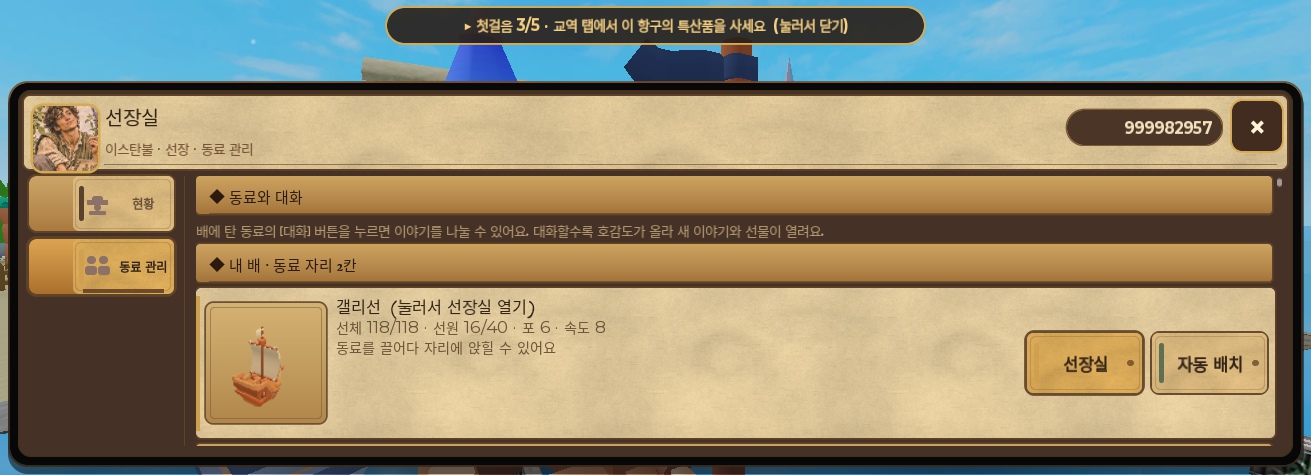 ▸ 첫걸음 3/5 · 교역 탭에서 이 항구의 특산품을 사세요 (눌러서 닫기)
선장실
이스탄불 · 선장 · 동료 관리
999982957
×
현황
동료 관리
◆ 동료와 대화
배에 탄 동료의 [대화] 버튼을 누르면 이야기를 나눌 수 있어요. 대화할수록 호감도가 올라 새 이야기와 선물이 열려요.
◆ 내 배 · 동료 자리 2칸
갤리선 (눌러서 선장실 열기)
선체 118/118 · 선원 16/40 · 포 6 · 속도 8
동료를 끌어다 자리에 앉힐 수 있어요
선장실
자동 배치